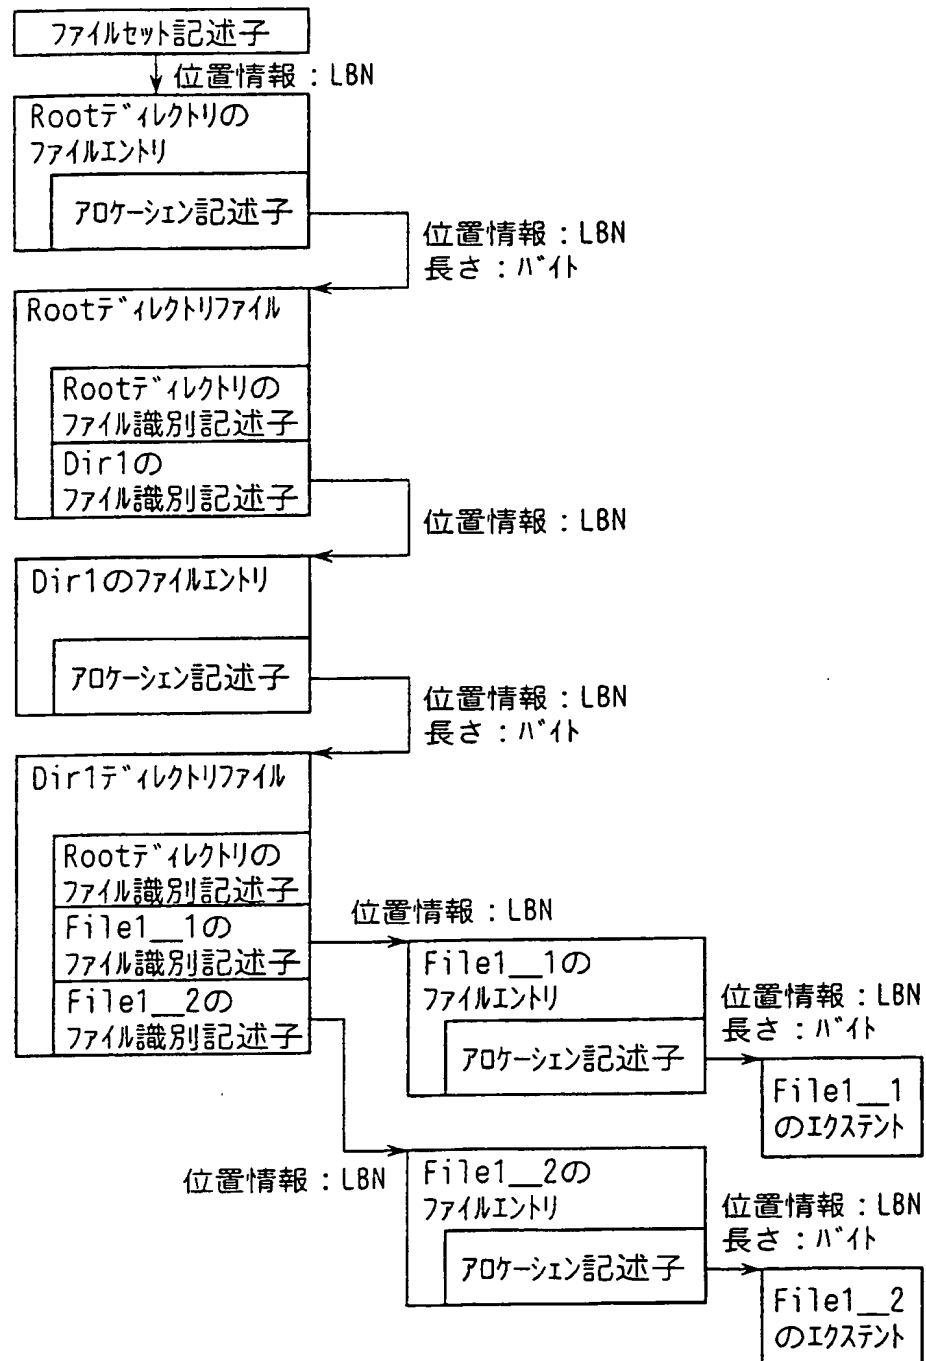 ファイルセット記述子
位置情報：LBN
Rootディレクトリの
ファイルエントリ
アロケーシェン記述子
位置情報：LBN
長さ：バイト
Rootディレクトリファイル
Rootディレクトリの
ファイル識別記述子
Dir1の
ファイル識別記述子
位置情報：LBN
Dir1のファイルエントリ
アロケーシェン記述子
位置情報：LBN
長さ：バイト
Dir1ディレクトリファイル
Rootディレクトリの
ファイル識別記述子
File1__1の
ファイル識別記述子
File1__2の
ファイル識別記述子
位置情報：LBN
File1__1の
ファイルエントリ
アロケーシェン記述子
位置情報：LBN
長さ：バイト
File1__1
のエクステント
位置情報：LBN
File1__2の
ファイルエントリ
アロケーシェン記述子
位置情報：LBN
長さ：バイト
File1__2
のエクステント